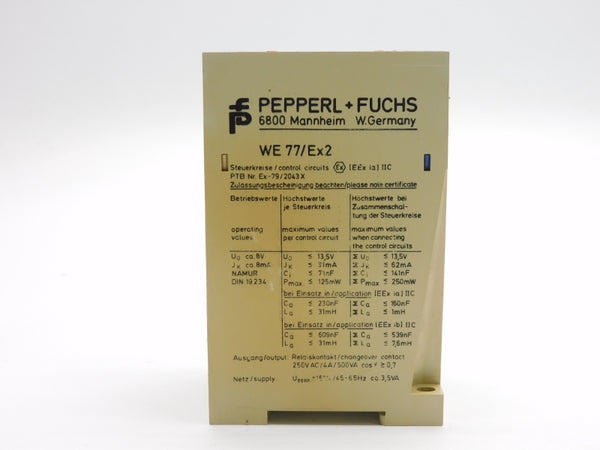 PEPPERL + FUCHS
6800 Mannheim W.Germany
WE 77/Ex2
Steuerkreise / control circuits Ex [EEx ia] IIC
PTB Nr. Ex-79/2043 X
Zulassungsbescheinigung beachten/please note certificate
Betriebswerte Höchstwerte je Steuerkreis Höchstwerte bei Zusammenschal- tung der Steuerkreise
operating values maximum values per control circuit maximum values when connecting the control circuits
U₀ ca. 8V U₀ ≤ 13,5V Σ U₀ ≤ 13,5V
JK ca. 8mA JK ≤ 31mA Σ JK ≤ 62mA
NAMUR Ci ≤ 71nF Σ Ci ≤ 141nF
DIN 19 234 Pmax. ≤ 125mW Σ Pmax ≤ 250mW
bei Einsatz in/application [EEx ia] IIC
Ca ≤ 230nF Σ Ca ≤ 160nF
La ≤ 31mH Σ La ≤ 1mH
bei Einsatz in/application [EEx ib] IIC
Ca ≤ 609nF Σ Ca ≤ 539nF
La ≤ 31mH Σ La ≤ 7,6mH
Ausgang/output: Relaiskontakt/changeover contact
250V AC/4A/500VA cos φ ≥ 0,7
Netz/supply: / 45-65Hz ca. 3,5VA